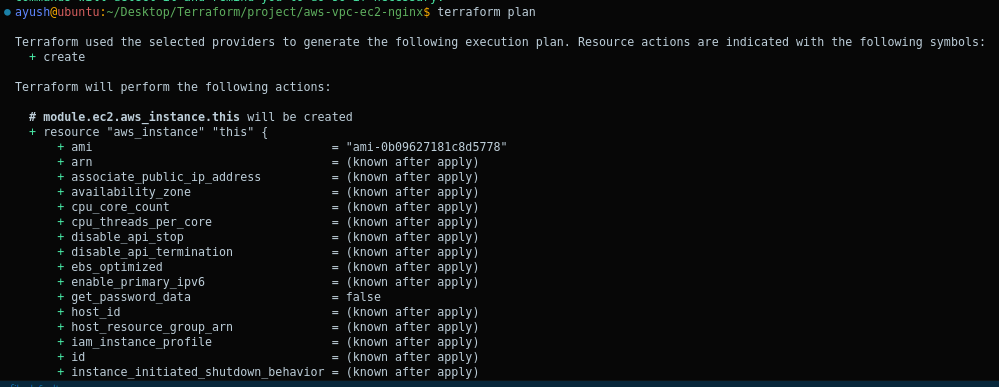 ayush@ubuntu:~/Desktop/Terraform/project/aws-vpc-ec2-nginx$ terraform plan
Terraform used the selected providers to generate the following execution plan. Resource actions are indicated with the following symbols:
+ create
Terraform will perform the following actions:
# module.ec2.aws_instance.this will be created
+ resource "aws_instance" "this" {
+ ami = "ami-0b09627181c8d5778"
+ arn = (known after apply)
+ associate_public_ip_address = (known after apply)
+ availability_zone = (known after apply)
+ cpu_core_count = (known after apply)
+ cpu_threads_per_core = (known after apply)
+ disable_api_stop = (known after apply)
+ disable_api_termination = (known after apply)
+ ebs_optimized = (known after apply)
+ enable_primary_ipv6 = (known after apply)
+ get_password_data = false
+ host_id = (known after apply)
+ host_resource_group_arn = (known after apply)
+ iam_instance_profile = (known after apply)
+ id = (known after apply)
+ instance_initiated_shutdown_behavior = (known after apply)